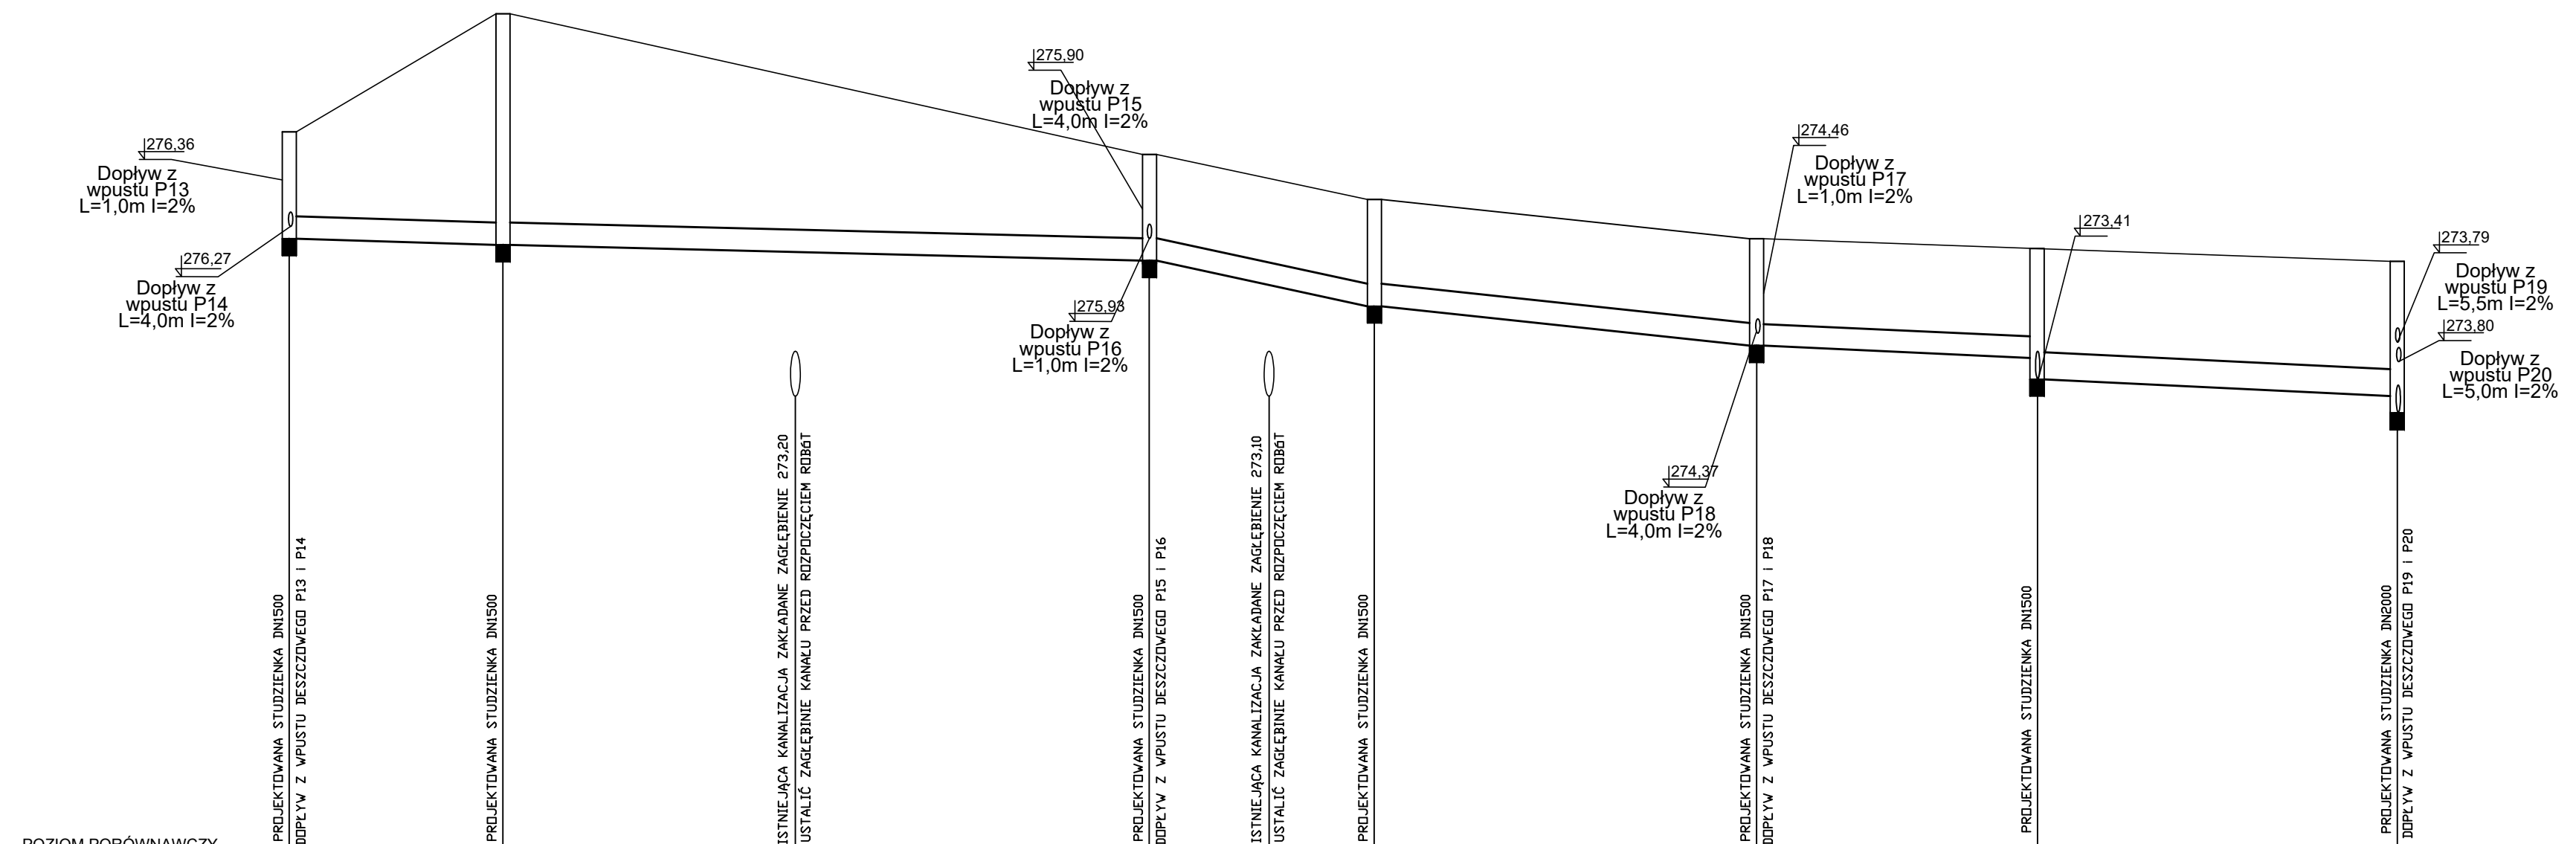 276,36
Dopływ z
wpustu P13
L=1,0m I=2%
276,27
Dopływ z
wpustu P14
L=4,0m I=2%
275,90
Dopływ z
wpustu P15
L=4,0m I=2%
275,93
Dopływ z
wpustu P16
L=1,0m I=2%
274,46
Dopływ z
wpustu P17
L=1,0m I=2%
274,37
Dopływ z
wpustu P18
L=4,0m I=2%
273,41
273,79
Dopływ z
wpustu P19
L=5,5m I=2%
273,80
Dopływ z
wpustu P20
L=5,0m I=2%
PROJEKTOWANA STUDZIENKA DN1500
DOPŁYW Z WPUSTU DESZCZOWEGO P13 i P14
PROJEKTOWANA STUDZIENKA DN1500
ISTNIEJĄCA KANALIZACJA ZAKŁADANE ZAGŁĘBIENIE 273,20
USTALIĆ ZAGŁĘBINIE KANAŁU PRZED ROZPOCZĘCIEM ROBÓT
PROJEKTOWANA STUDZIENKA DN1500
DOPŁYW Z WPUSTU DESZCZOWEGO P15 i P16
ISTNIEJĄCA KANALIZACJA ZAKŁADANE ZAGŁĘBIENIE 273,10
USTALIĆ ZAGŁĘBINIE KANAŁU PRZED ROZPOCZĘCIEM ROBÓT
PROJEKTOWANA STUDZIENKA DN1500
PROJEKTOWANA STUDZIENKA DN1500
DOPŁYW Z WPUSTU DESZCZOWEGO P17 i P18
PROJEKTOWANA STUDZIENKA DN1500
PROJEKTOWANA STUDZIENKA DN2000
DOPŁYW Z WPUSTU DESZCZOWEGO P19 i P20
POZIOM PORÓWNAWCZY